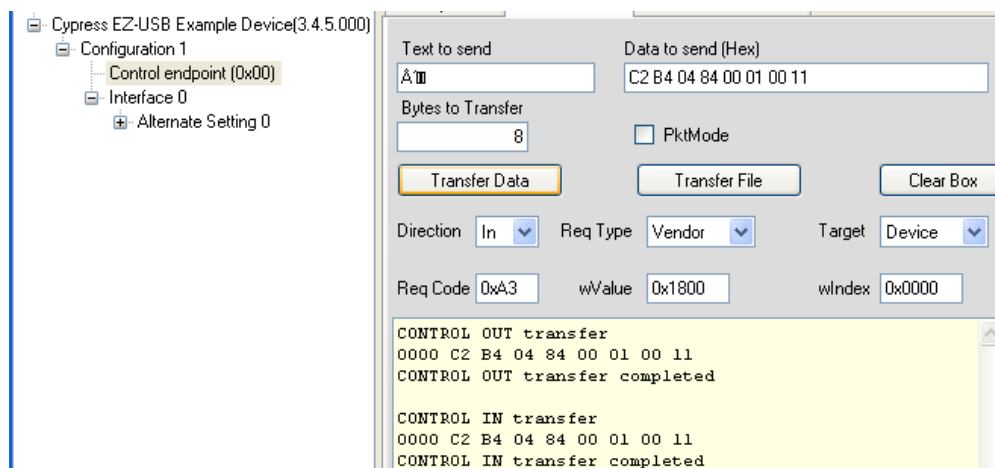 Cypress EZ-USB Example Device(3.4.5.000)
Configuration 1
Control endpoint (0x00)
Interface 0
Alternate Setting 0
Text to send Data to send (Hex)
C2 B4 04 84 00 01 00 11
Bytes to Transfer
8 PktMode
Transfer Data Transfer File Clear Box
Direction In Req Type Vendor Target Device
Req Code 0xA3 wValue 0x1800 wIndex 0x0000
CONTROL OUT transfer
0000 C2 B4 04 84 00 01 00 11
CONTROL OUT transfer completed
CONTROL IN transfer
0000 C2 B4 04 84 00 01 00 11
CONTROL IN transfer completed